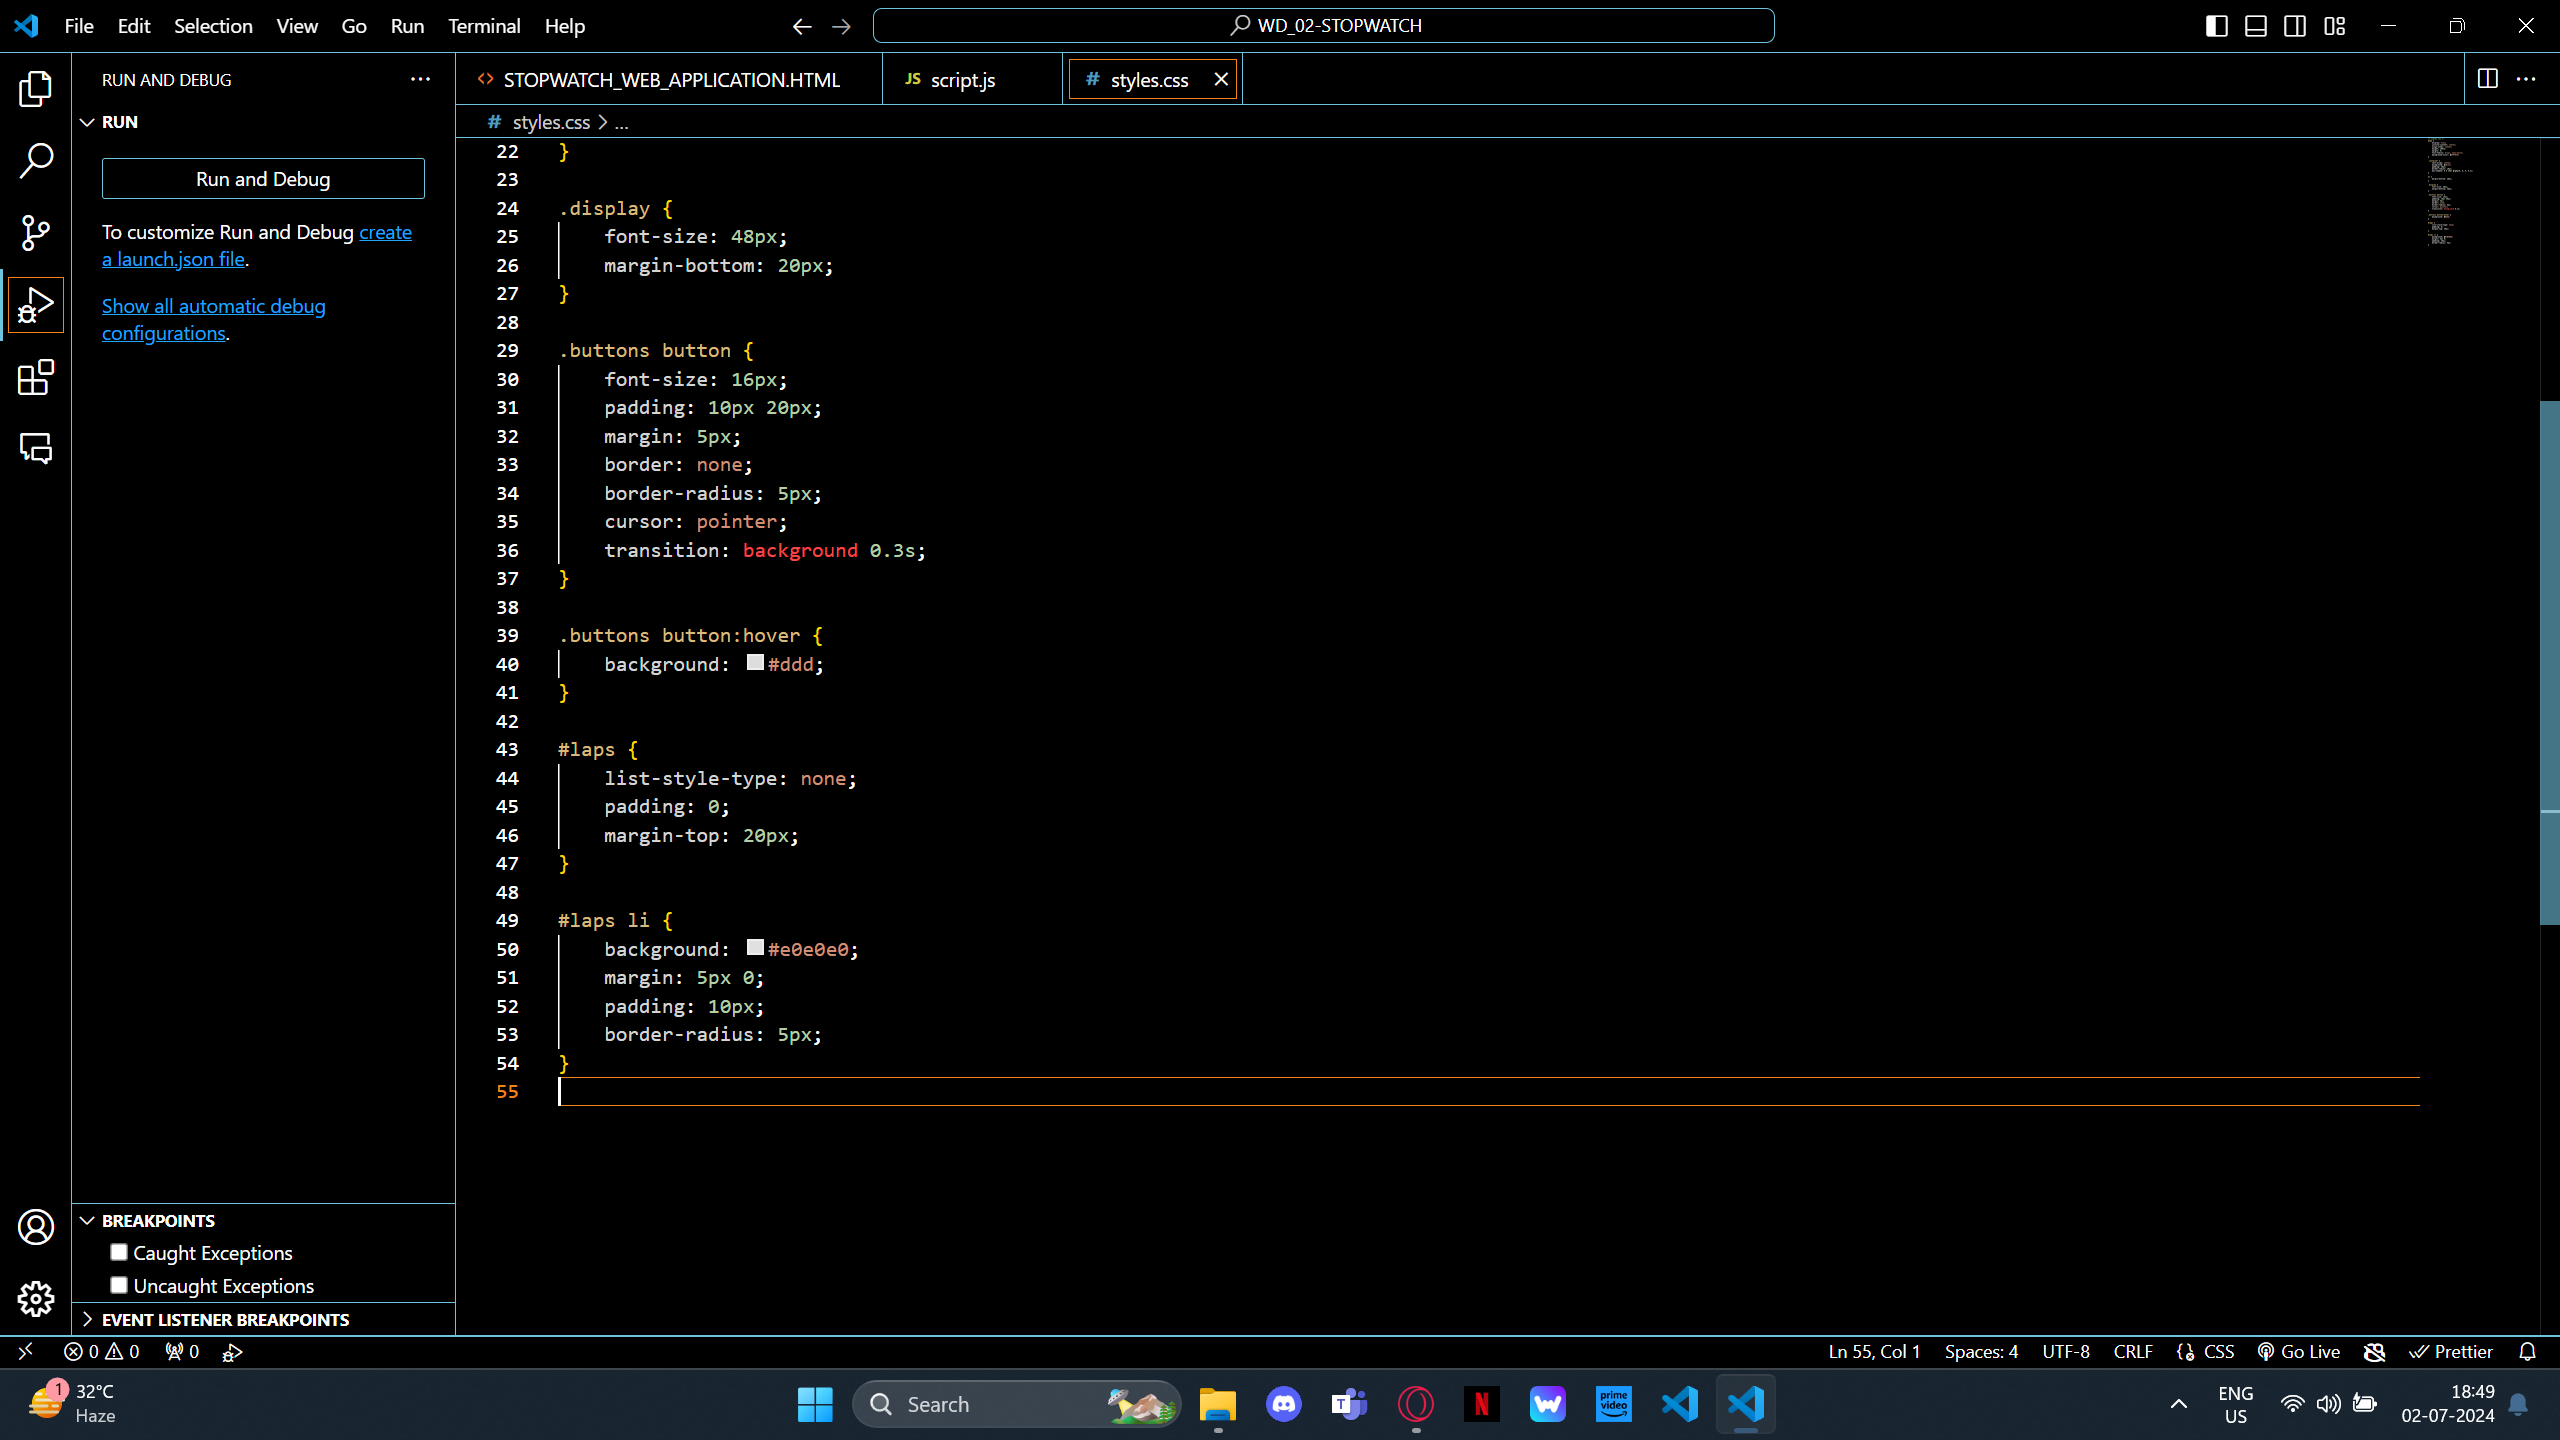 File Edit Selection View Go Run Terminal Help
WD_02-STOPWATCH
RUN AND DEBUG
RUN
Run and Debug
To customize Run and Debug create
a launch.json file.
Show all automatic debug
configurations.
STOPWATCH_WEB_APPLICATION.HTML
JS script.js
# styles.css
# styles.css > ...
22 }
23
24 .display {
25 font-size: 48px;
26 margin-bottom: 20px;
27 }
28
29 .buttons button {
30 font-size: 16px;
31 padding: 10px 20px;
32 margin: 5px;
33 border: none;
34 border-radius: 5px;
35 cursor: pointer;
36 transition: background 0.3s;
37 }
38
39 .buttons button:hover {
40 background: #ddd;
41 }
42
43 #laps {
44 list-style-type: none;
45 padding: 0;
46 margin-top: 20px;
47 }
48
49 #laps li {
50 background: #e0e0e0;
51 margin: 5px 0;
52 padding: 10px;
53 border-radius: 5px;
54 }
55
BREAKPOINTS
Caught Exceptions
Uncaught Exceptions
EVENT LISTENER BREAKPOINTS
0 0 0
Ln 55, Col 1 Spaces: 4 UTF-8 CRLF CSS Go Live Prettier
1
32°C
Haze
Search
T
N
prime
video
ENG
US
18:49
02-07-2024